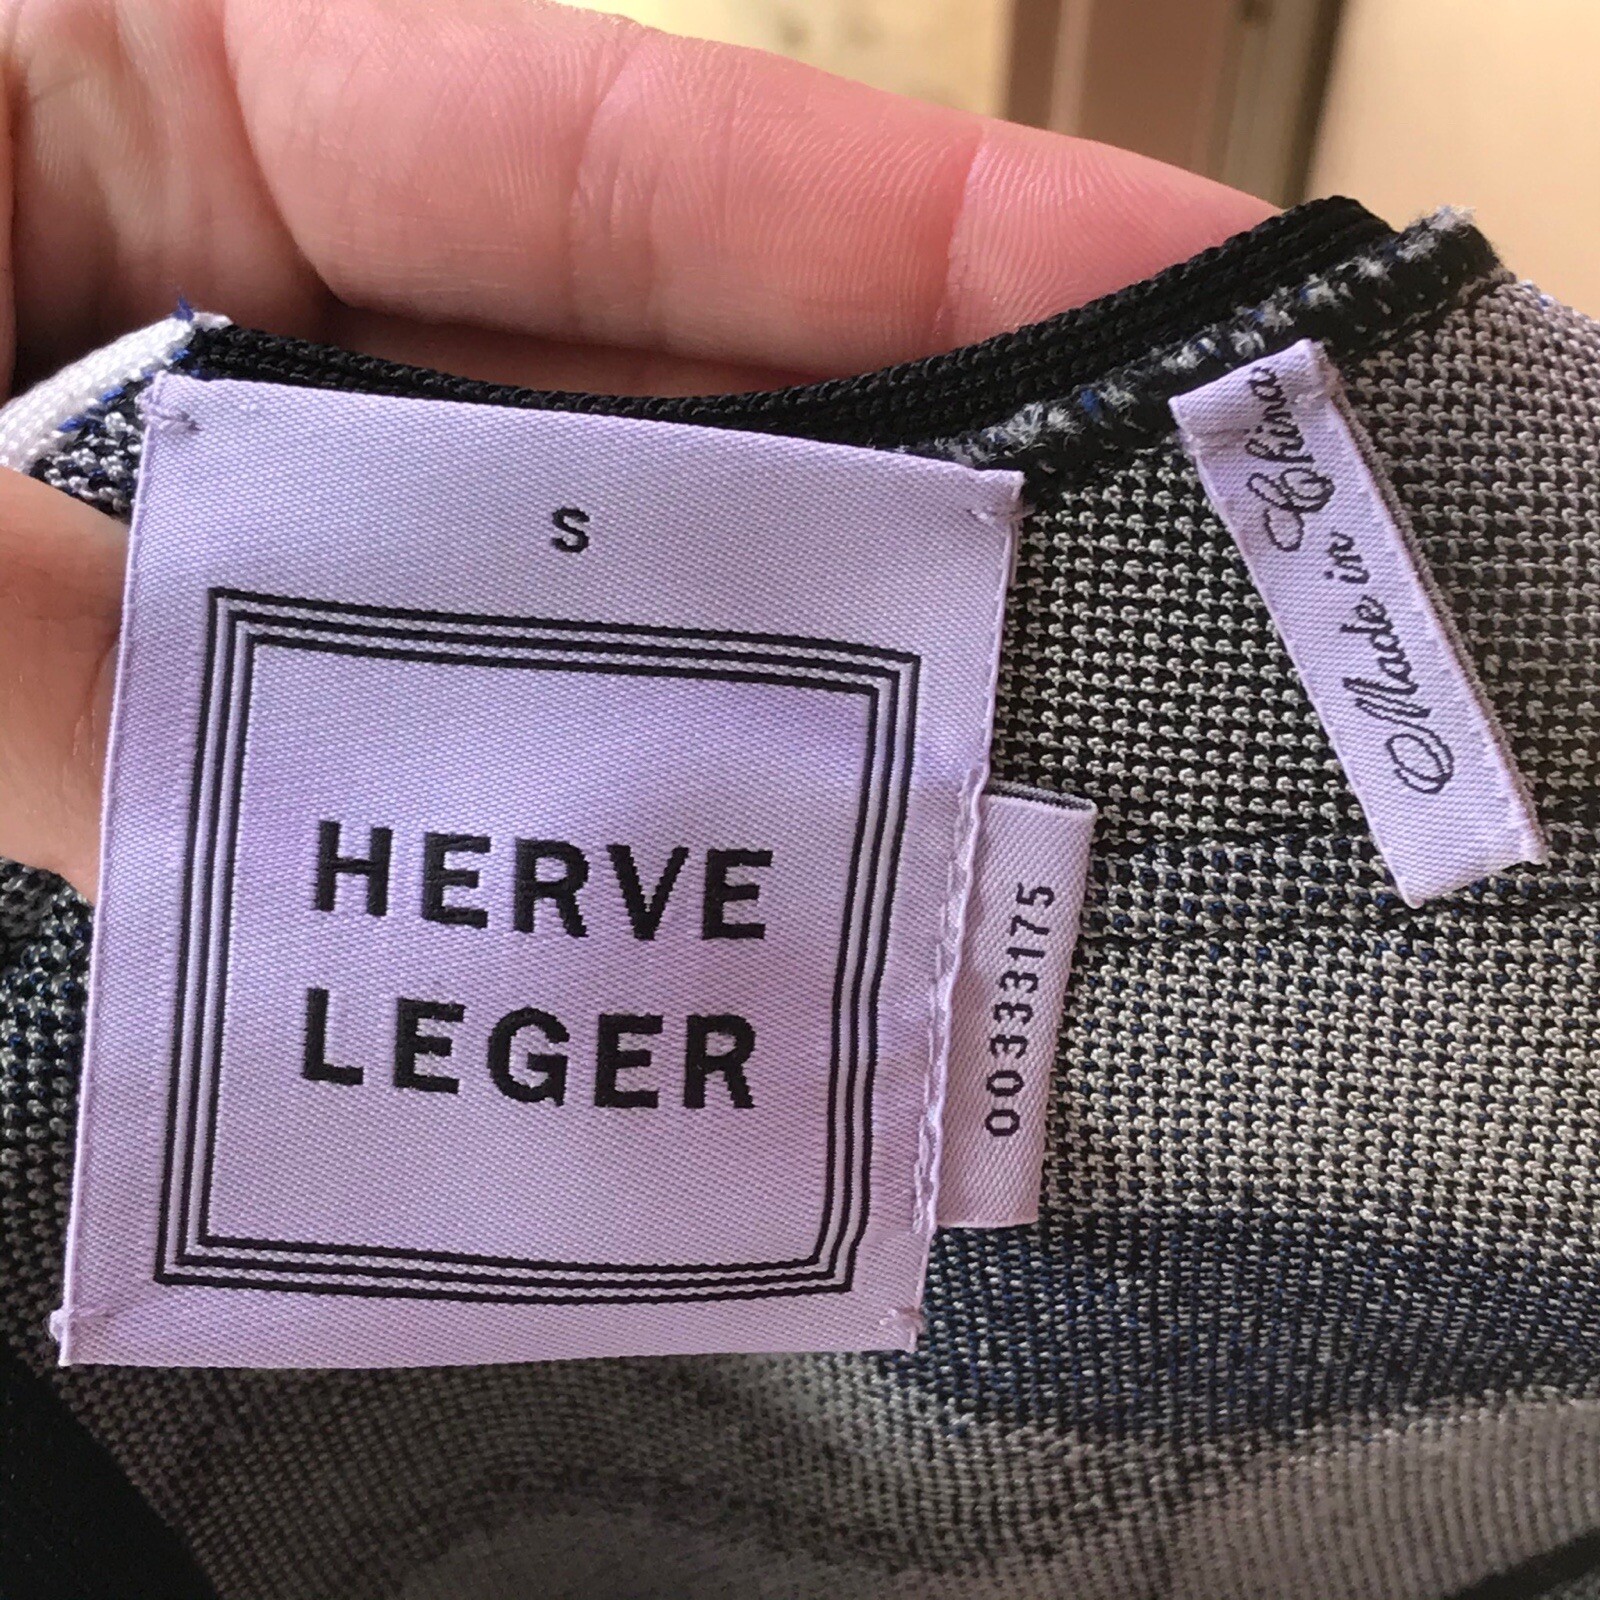 S
HERVE
LEGER
00333175
Made in China